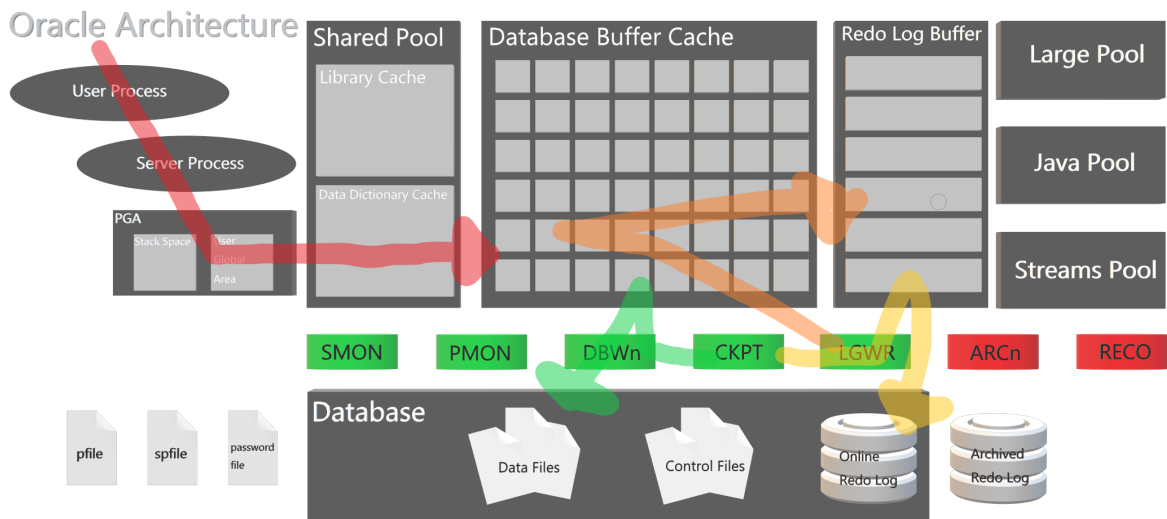 Oracle Architecture
User Process
Server Process
PGA
Stack Space
User
Global
Area
Shared Pool
Library Cache
Data Dictionary Cache
Database Buffer Cache
Redo Log Buffer
Large Pool
Java Pool
Streams Pool
SMON
PMON
DBWn
CKPT
LGWR
ARCn
RECO
pfile
spfile
password
file
Database
Data Files
Control Files
Online
Redo Log
Archived
Redo Log